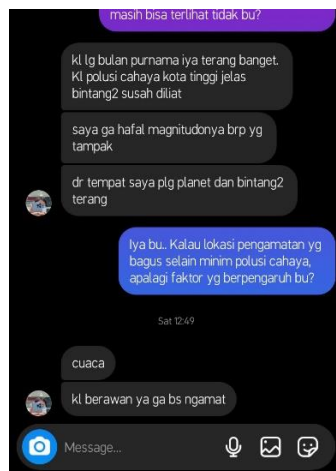 masih bisa terlihat tidak bu?
kl lg bulan purnama iya terang banget.
Kl polusi cahaya kota tinggi jelas
bintang2 susah diliat
saya ga hafal magnitudonya brp yg
tampak
dr tempat saya plg planet dan bintang2
terang
Iya bu.. Kalau lokasi pengamatan yg
bagus selain minim polusi cahaya,
apalagi faktor yg berpengaruh bu?
Sat 12:49
cuaca
kl berawan ya ga bs ngamat
Message...